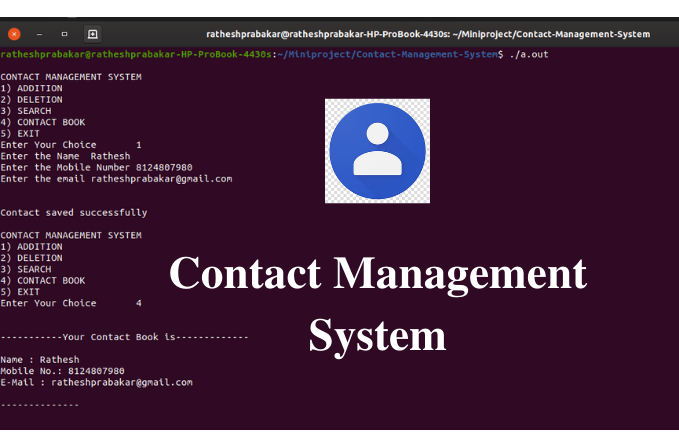 ratheshprabakar@ratheshprabakar-HP-ProBook-4430s: ~/Miniproject/Contact-Management-System
ratheshprabakar@ratheshprabakar-HP-ProBook-4430s:~/Miniproject/Contact-Management-System$ ./a.out
CONTACT MANAGEMENT SYSTEM
1) ADDITION
2) DELETION
3) SEARCH
4) CONTACT BOOK
5) EXIT
Enter Your Choice 1
Enter the Name Rathesh
Enter the Mobile Number 8124807980
Enter the email ratheshprabakar@gmail.com
Contact saved successfully
CONTACT MANAGEMENT SYSTEM
1) ADDITION
2) DELETION
3) SEARCH
4) CONTACT BOOK
5) EXIT
Enter Your Choice 4
-----------Your Contact Book is-------------
Name : Rathesh
Mobile No.: 8124807980
E-Mail : ratheshprabakar@gmail.com
--------------
Contact Management
System